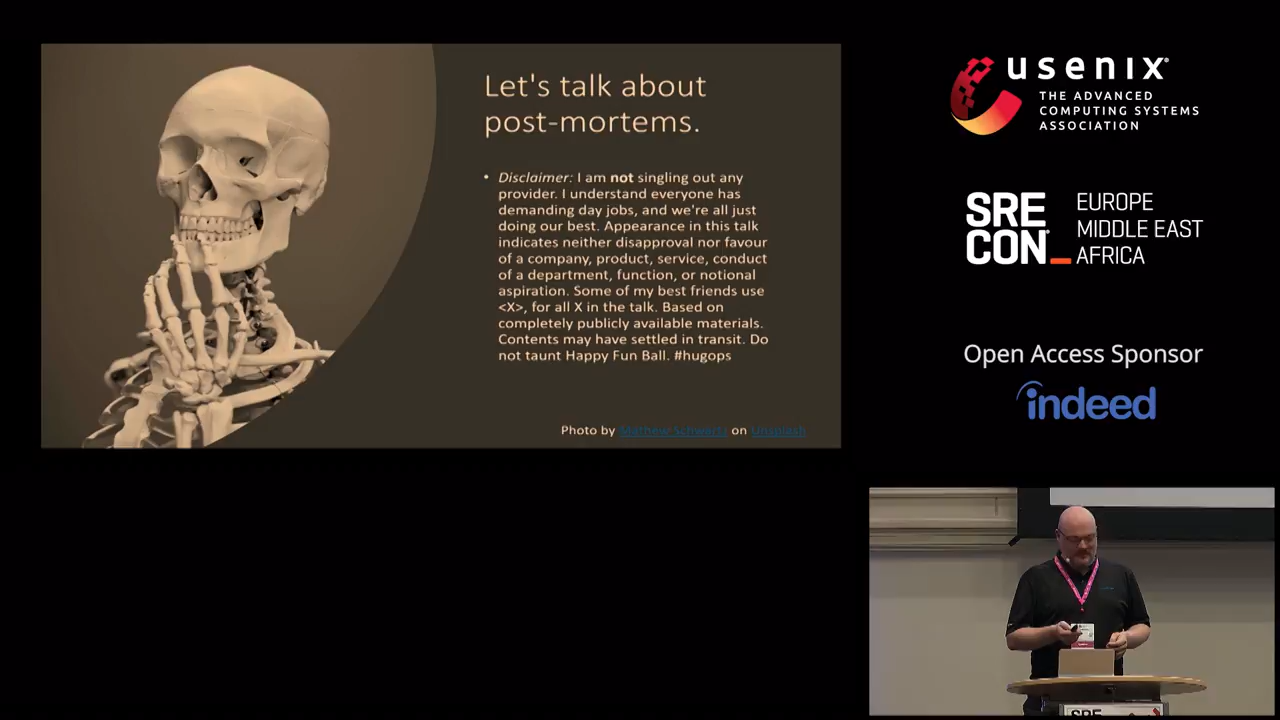 Let's talk about
post-mortems.
• Disclaimer: I am not singling out any
provider. I understand everyone has
demanding day jobs, and we're all just
doing our best. Appearance in this talk
indicates neither disapproval nor favour
of a company, product, service, conduct
of a department, function, or notional
aspiration. Some of my best friends use
<X>, for all X in the talk. Based on
completely publicly available materials.
Contents may have settled in transit. Do
not taunt Happy Fun Ball. #hugops
Photo by Mathew Schwartz on Unsplash
usenix®
THE ADVANCED
COMPUTING SYSTEMS
ASSOCIATION
SRE
CON
EUROPE
MIDDLE EAST
AFRICA
Open Access Sponsor
indeed
SRE